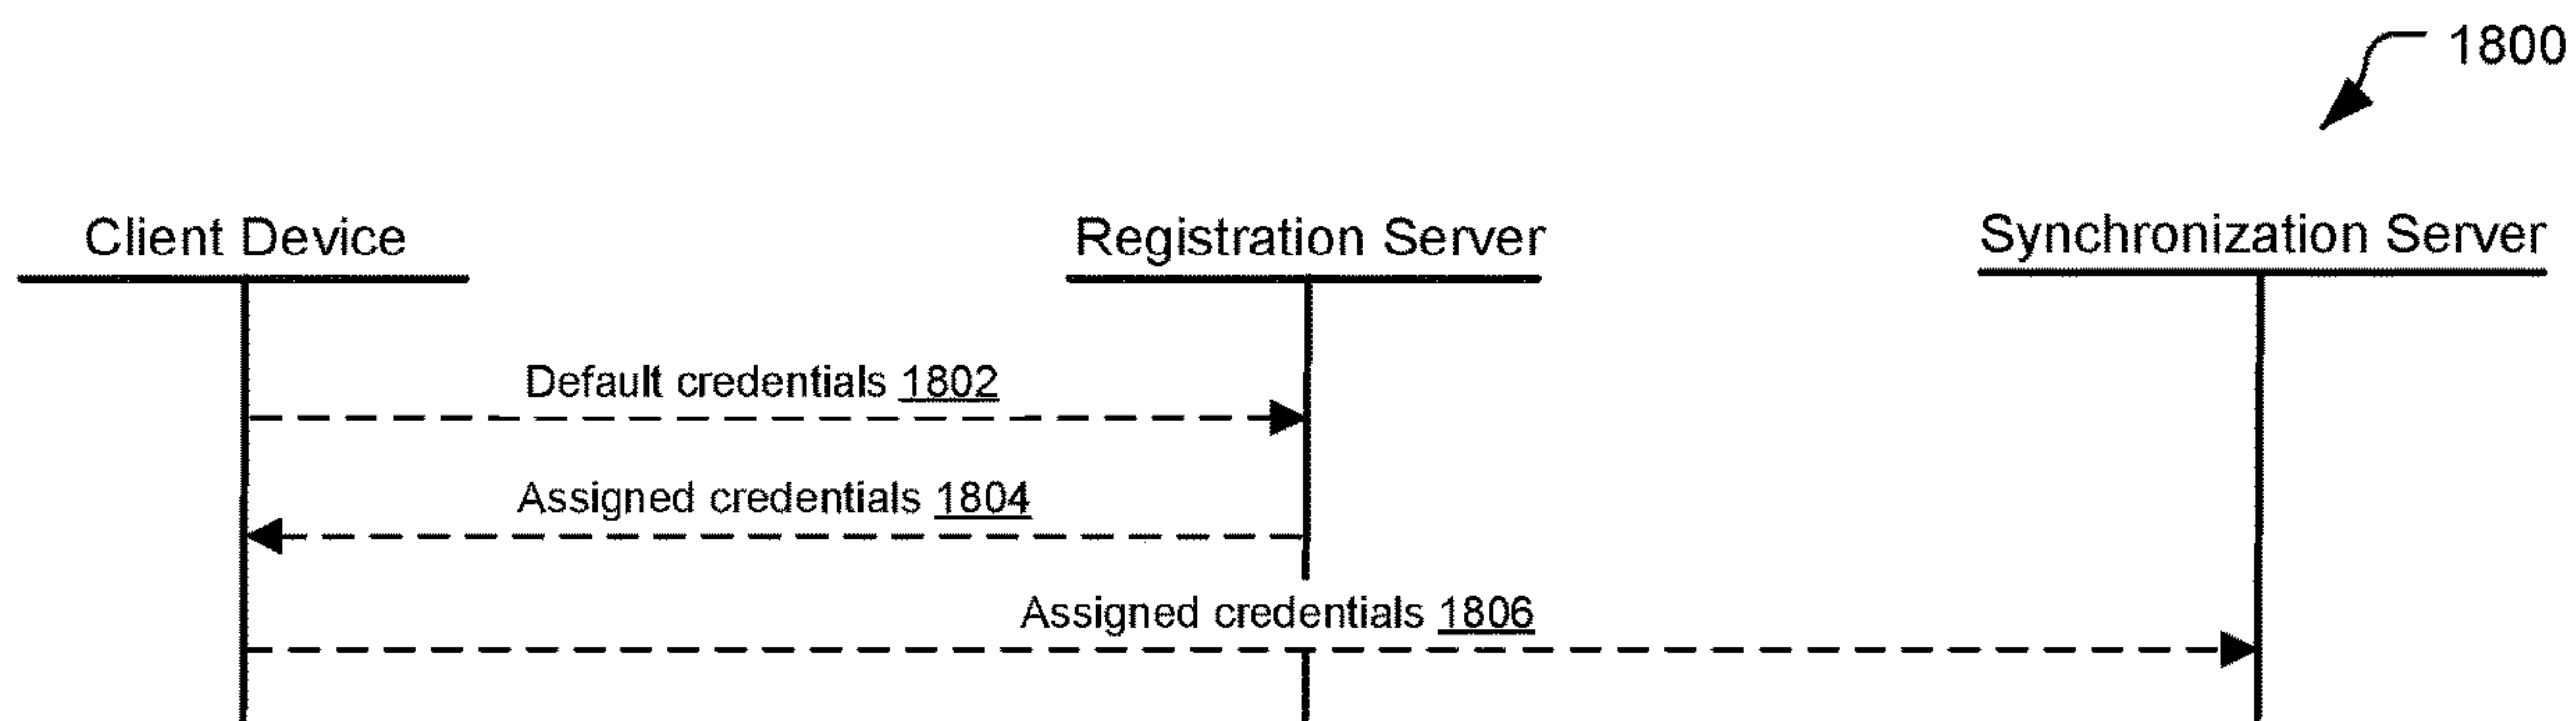 1800
Client Device
Registration Server
Synchronization Server
Default credentials 1802
Assigned credentials 1804
Assigned credentials 1806